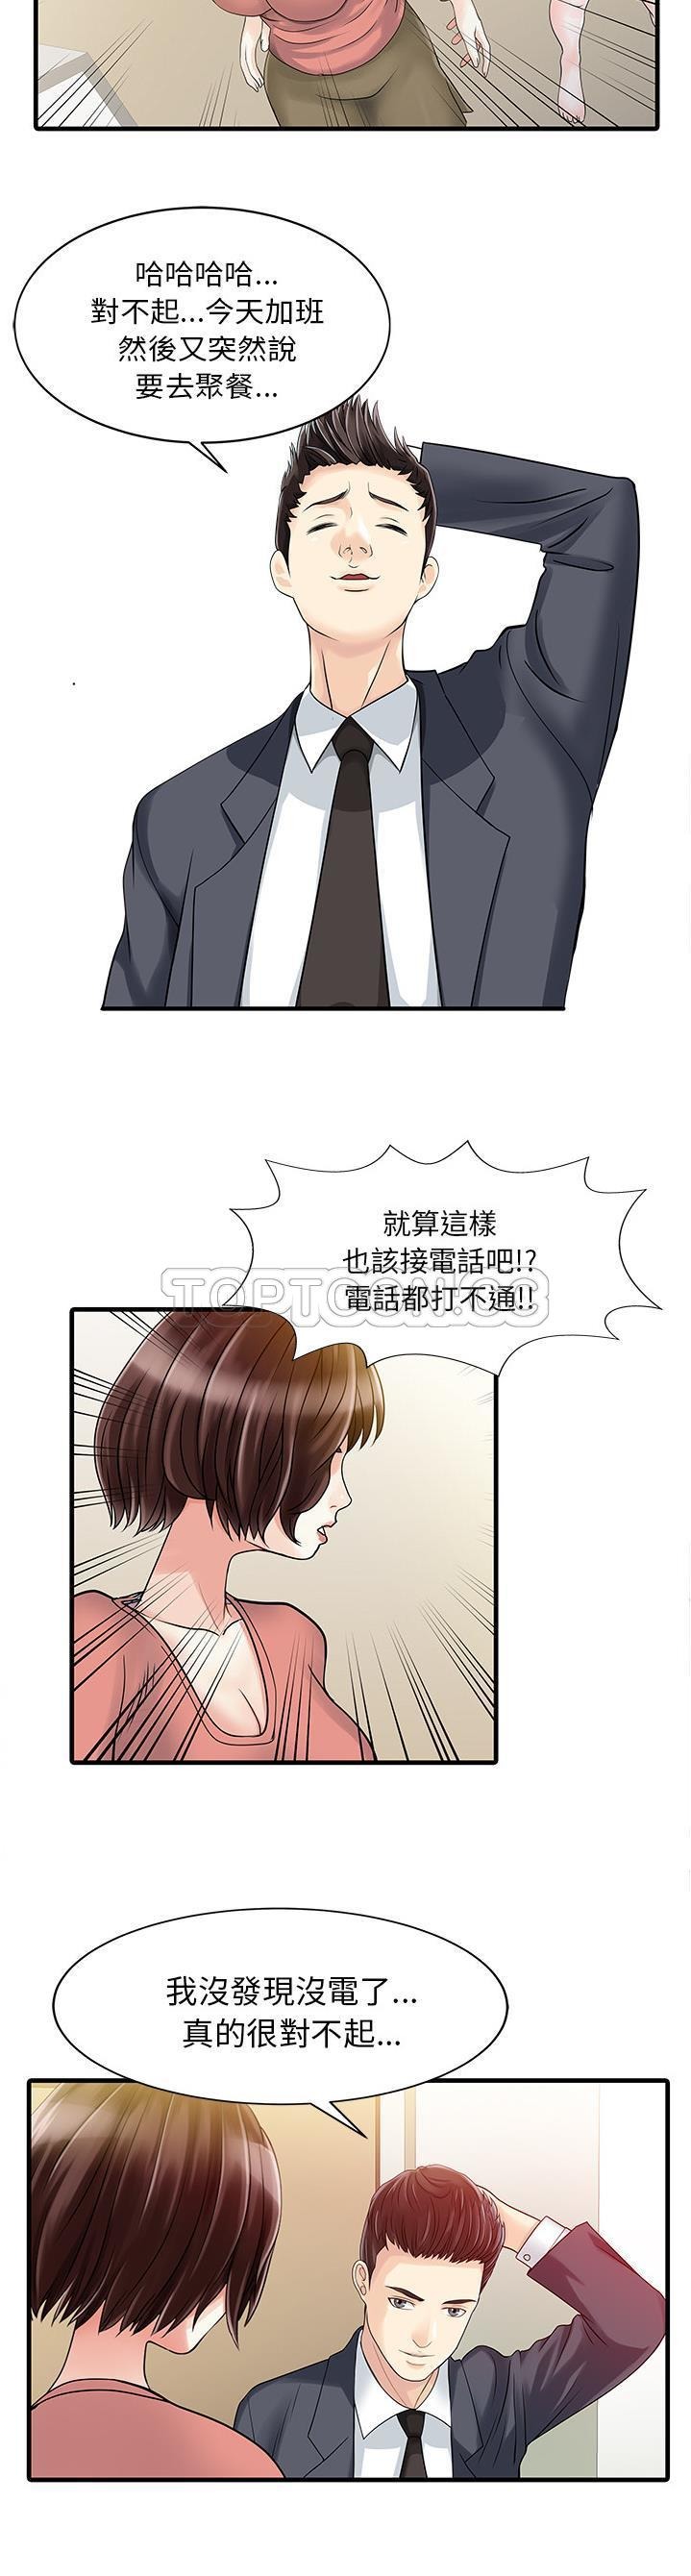 哈哈哈哈...
對不起...今天加班
然後又突然說
要去聚餐...
就算這樣
也該接電話吧!?
電話都打不通!!
TOPTOON.CC
我沒發現沒電了...
真的很對不起...